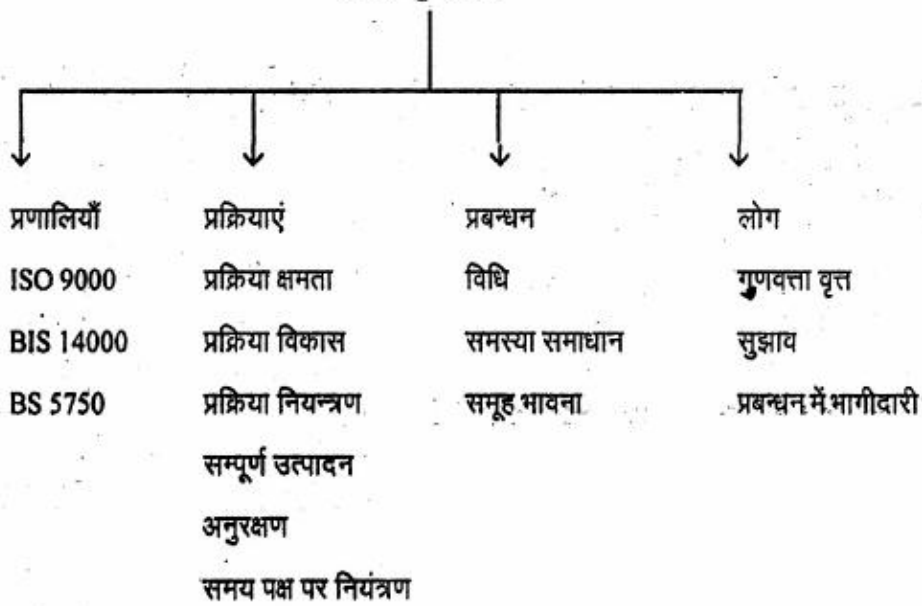 प्रणालियाँ प्रक्रियाएं प्रबन्धन लोग
ISO 9000 प्रक्रिया क्षमता विधि गुणवत्ता वृत्त
BIS 14000 प्रक्रिया विकास समस्या समाधान सुझाव
BS 5750 प्रक्रिया नियन्त्रण समूह भावना प्रबन्धन में भागीदारी
सम्पूर्ण उत्पादन
अनुरक्षण
समय पक्ष पर नियंत्रण